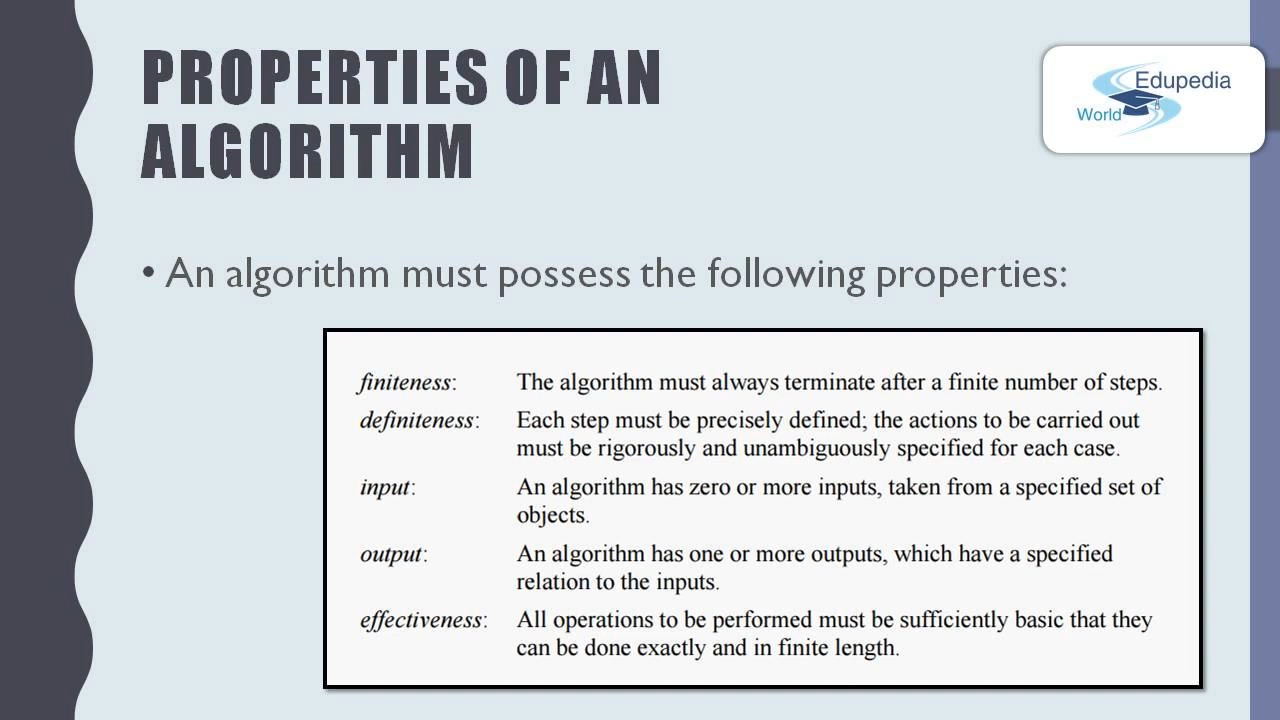 PROPERTIES OF AN
ALGORITHM
Edupedia
World
• An algorithm must possess the following properties:
finiteness: The algorithm must always terminate after a finite number of steps.
definiteness: Each step must be precisely defined; the actions to be carried out
must be rigorously and unambiguously specified for each case.
input: An algorithm has zero or more inputs, taken from a specified set of
objects.
output: An algorithm has one or more outputs, which have a specified
relation to the inputs.
effectiveness: All operations to be performed must be sufficiently basic that they
can be done exactly and in finite length.